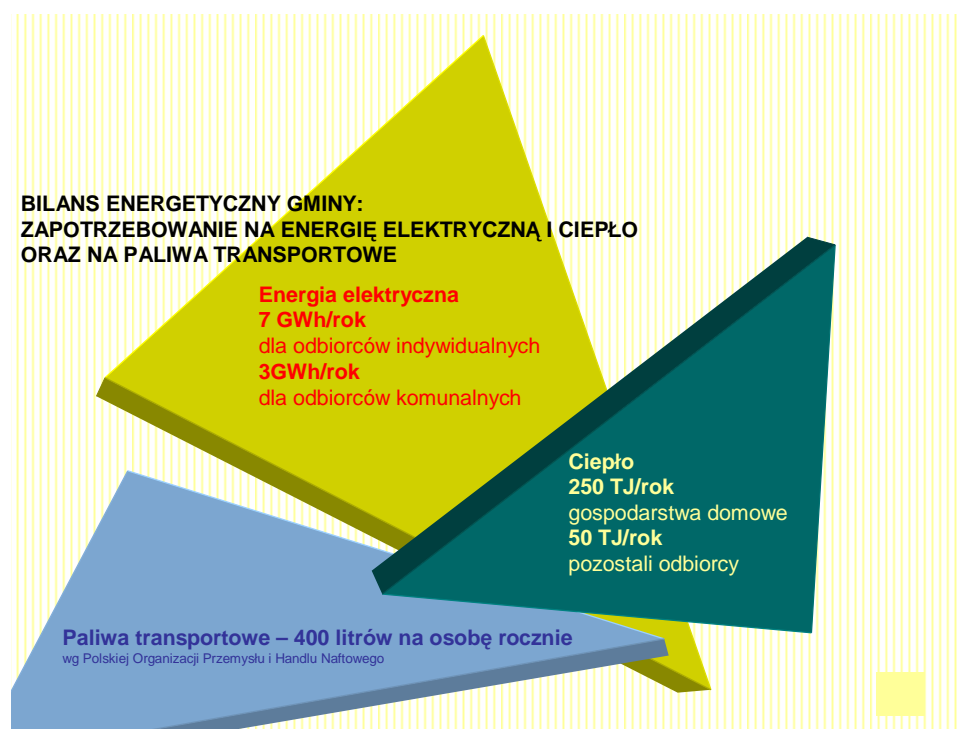 BILANS ENERGETYCZNY GMINY:
ZAPOTRZEBOWANIE NA ENERGIĘ ELEKTRYCZNĄ I CIEPŁO
ORAZ NA PALIWA TRANSPORTOWE
Energia elektryczna
7 GWh/rok
dla odbiorców indywidualnych
3GWh/rok
dla odbiorców komunalnych
Ciepło
250 TJ/rok
gospodarstwa domowe
50 TJ/rok
pozostali odbiorcy
Paliwa transportowe – 400 litrów na osobę rocznie
wg Polskiej Organizacji Przemysłu i Handlu Naftowego